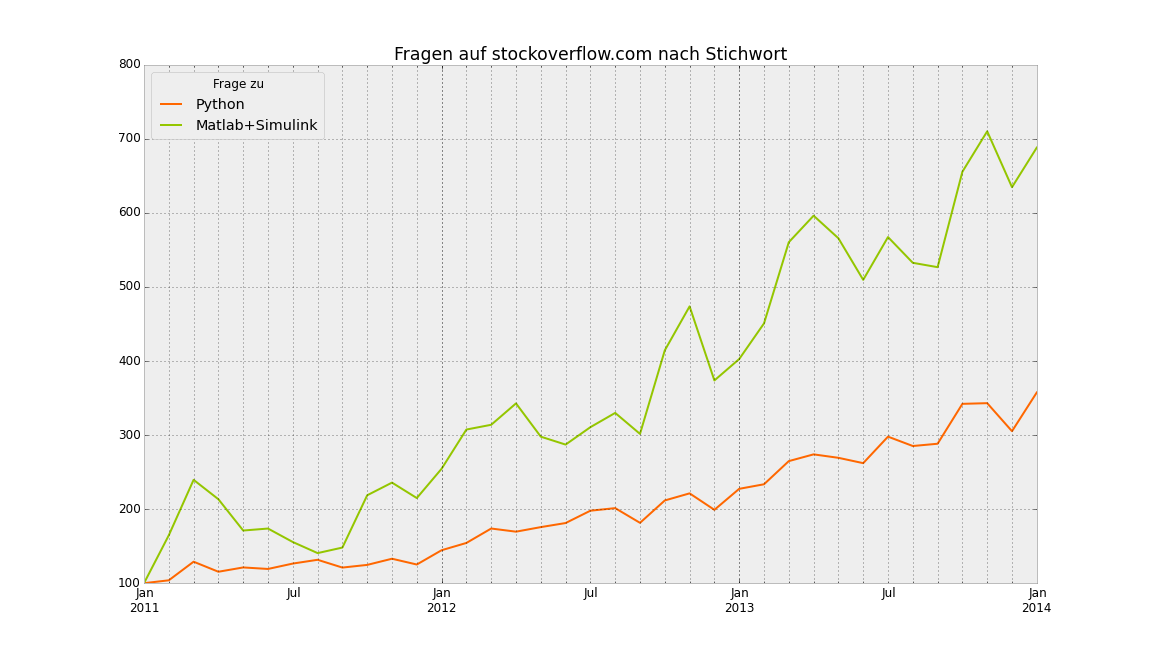 Fragen auf stockoverflow.com nach Stichwort
Frage zu
Python
Matlab+Simulink
800
700
600
500
400
300
200
100
Jan Jul Jan Jul Jan Jul Jan
2011 2012 2013 2014